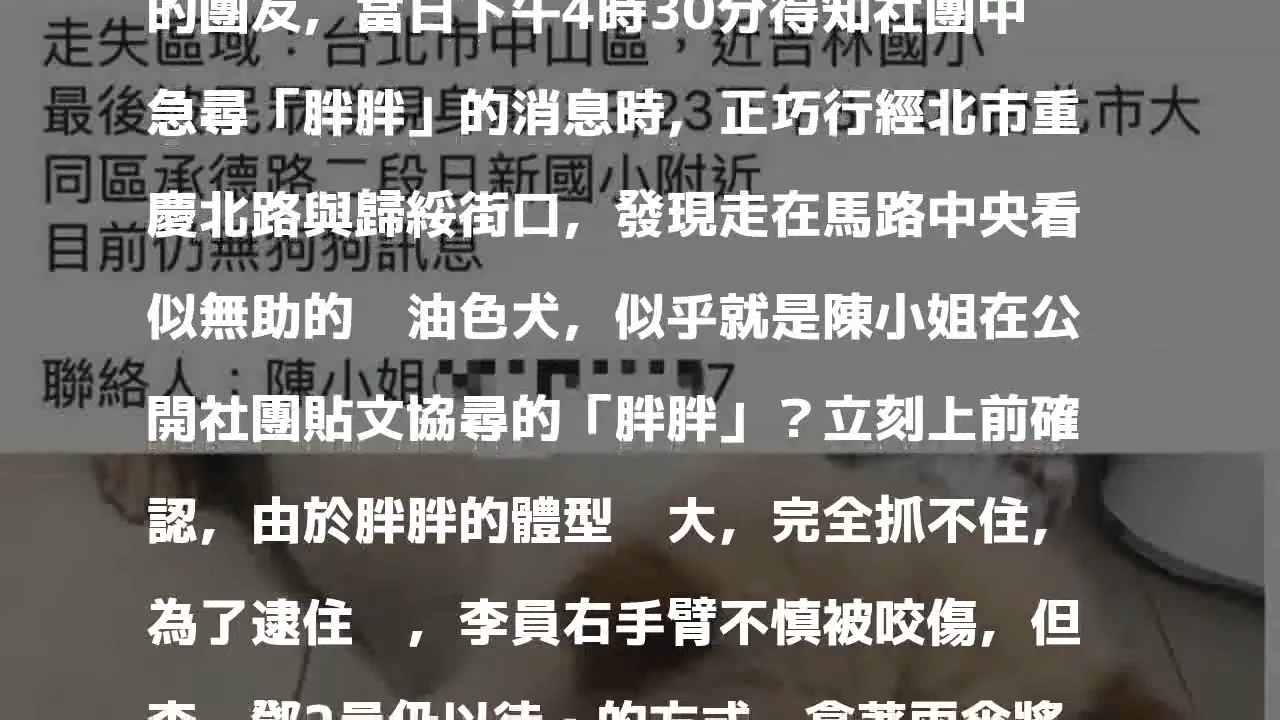 的團友，當日下午4時30分得知社團中
走失區域：台北市中山區，近吉林國小
急尋「胖胖」的消息時，正巧行經北市重
同區承德路二段日新國小附近
慶北路與歸綏街口，發現走在馬路中央看
目前仍無狗狗訊息
似無助的　油色犬，似乎就是陳小姐在公
聯絡人：陳小姐 7
開社團貼文協尋的「胖胖」？立刻上前確
認，由於胖胖的體型　大，完全抓不住，
為了逮住　，李員右手臂不慎被咬傷，但